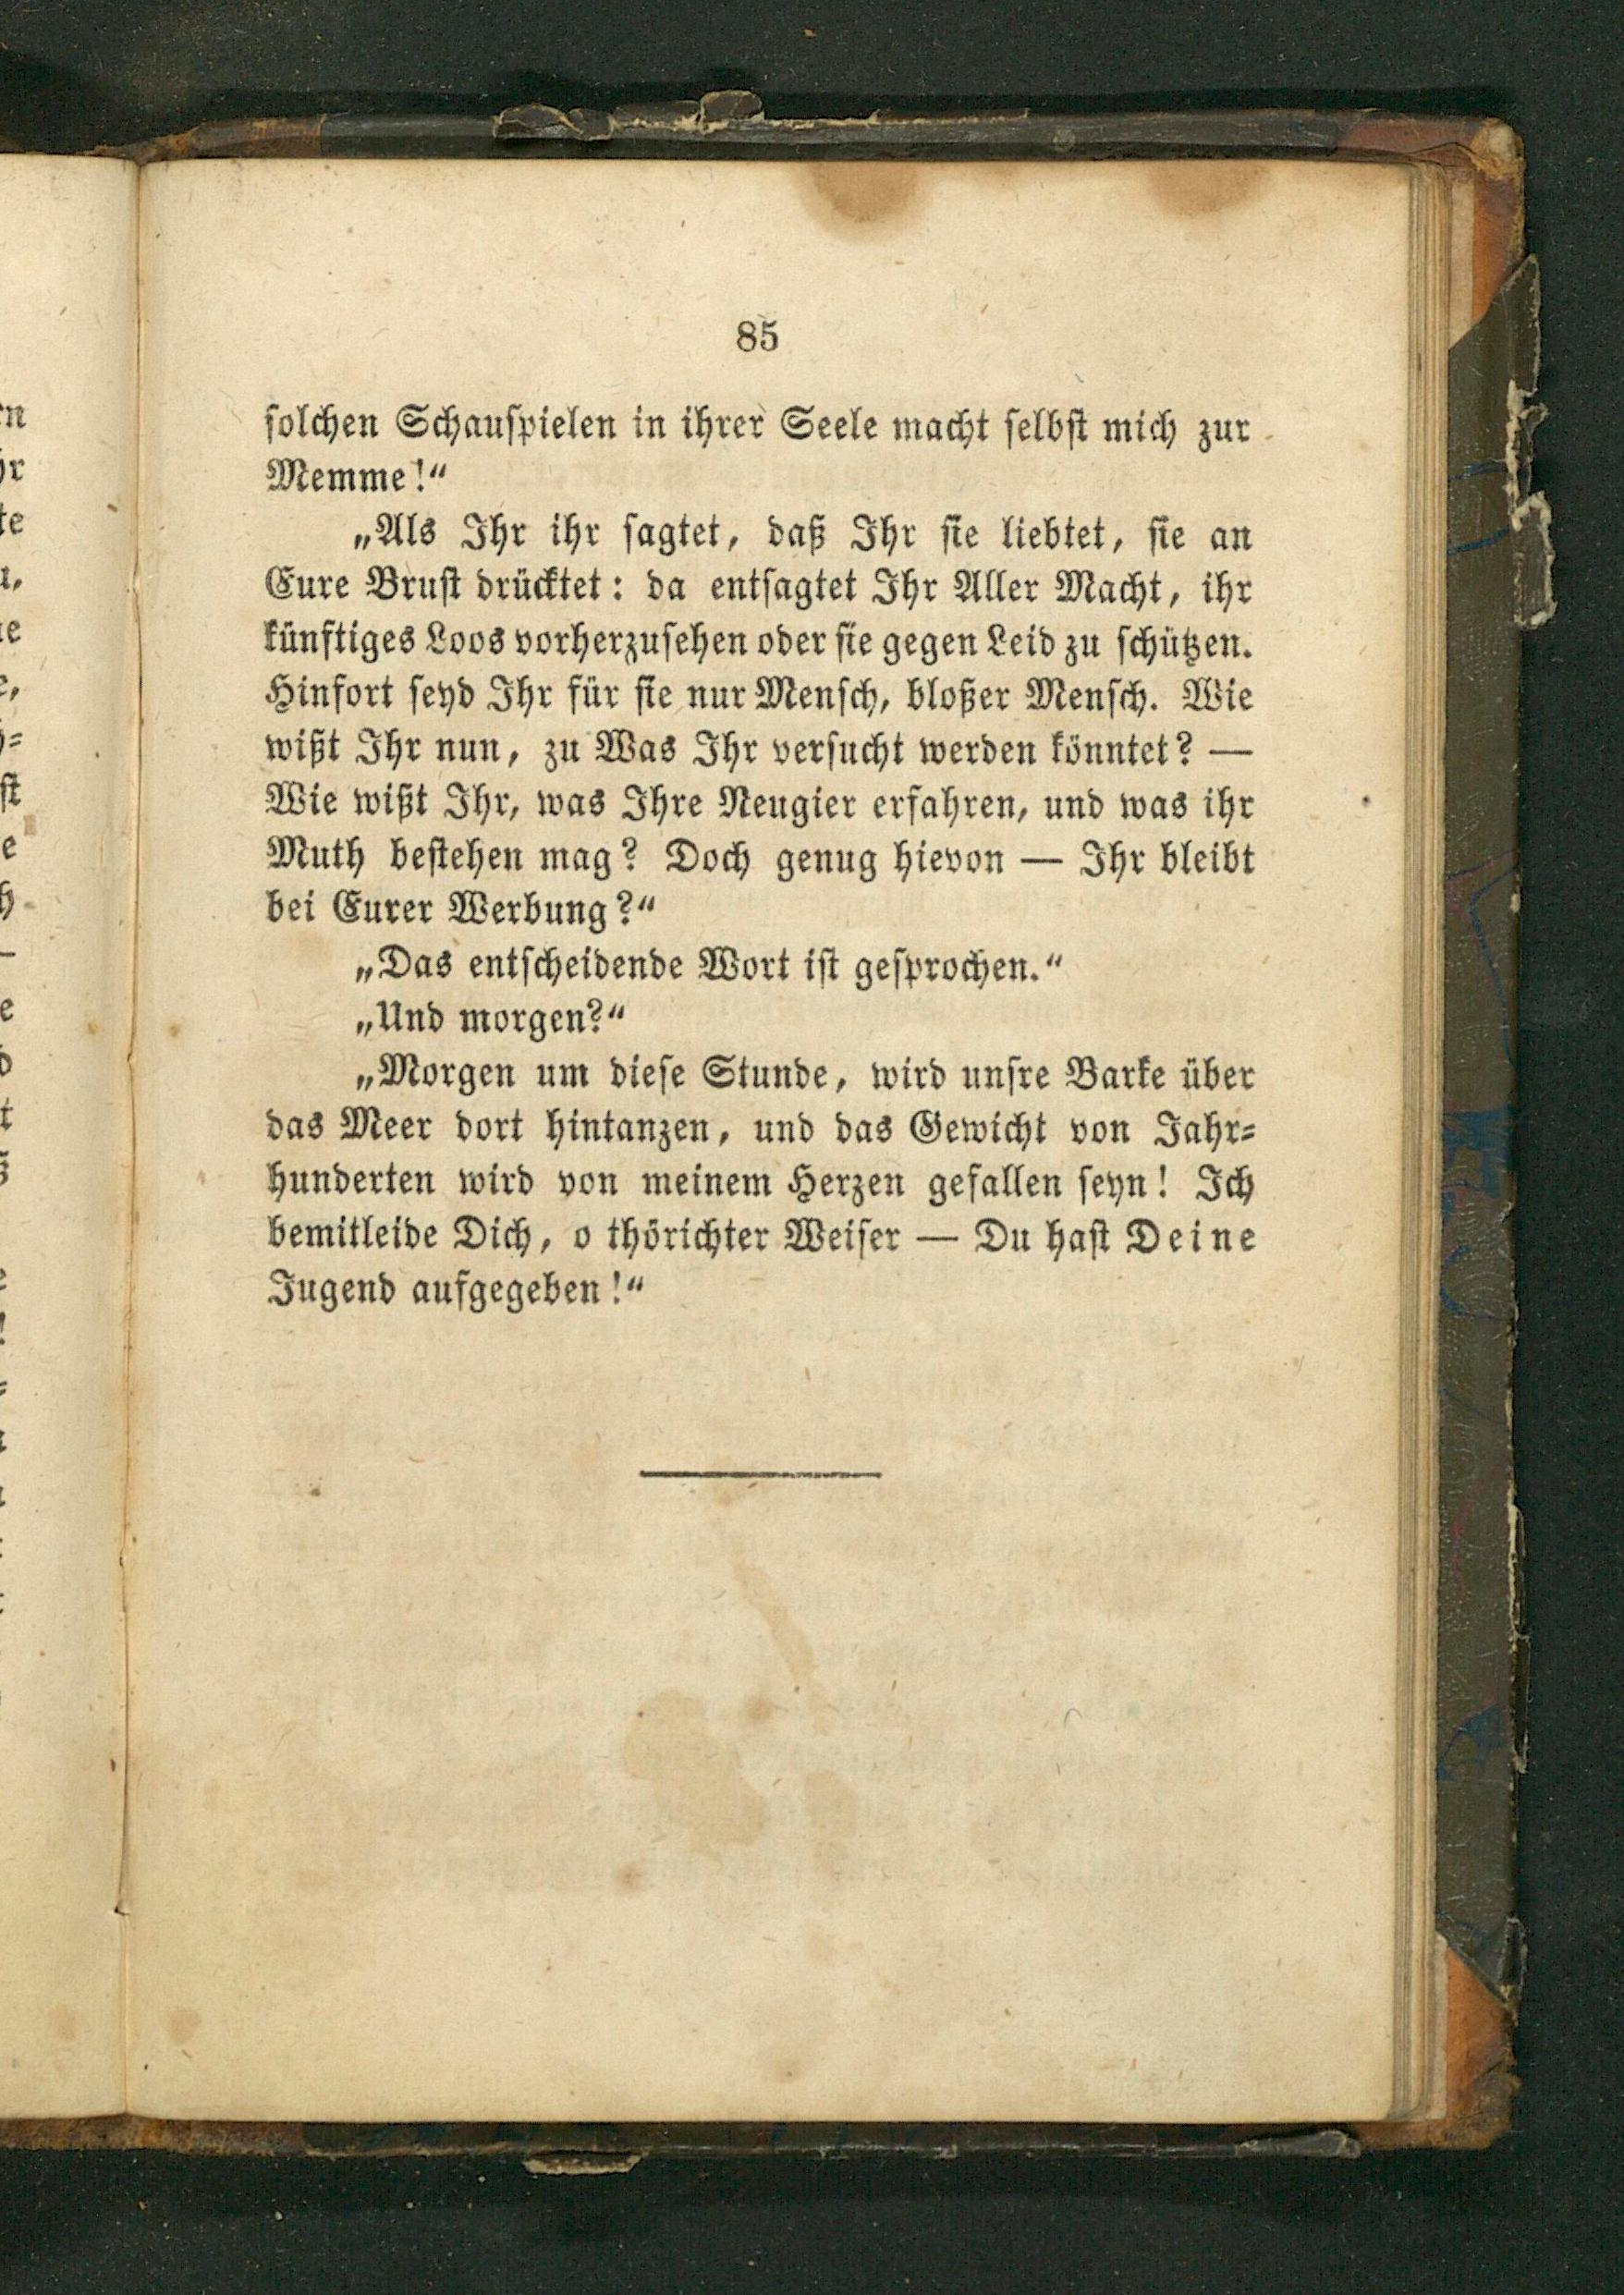 85
solchen Schauspielen in ihrer Seele macht selbst mich zur
Memme!“
„Als Ihr ihr sagtet, daß Ihr sie liebtet, sie an
Eure Brust drücktet: da entsagtet Ihr Aller Macht, ihr
künftiges Loos vorherzusehen oder sie gegen Leid zu schützen.
Hinfort seyd Ihr für sie nur Mensch, bloßer Mensch. Wie
wißt Ihr nun, zu Was Ihr versucht werden könntet? —
Wie wißt Ihr, was Ihre Neugier erfahren, und was ihr
Muth bestehen mag? Doch genug hievon — Ihr bleibt
bei Eurer Werbung?“
„Das entscheidende Wort ist gesprochen.“
„Und morgen?“
„Morgen um diese Stunde, wird unsre Barke über
das Meer dort hintanzen, und das Gewicht von Jahr=
hunderten wird von meinem Herzen gefallen seyn! Ich
bemitleide Dich, o thörichter Weiser — Du hast Deine
Jugend aufgegeben!“